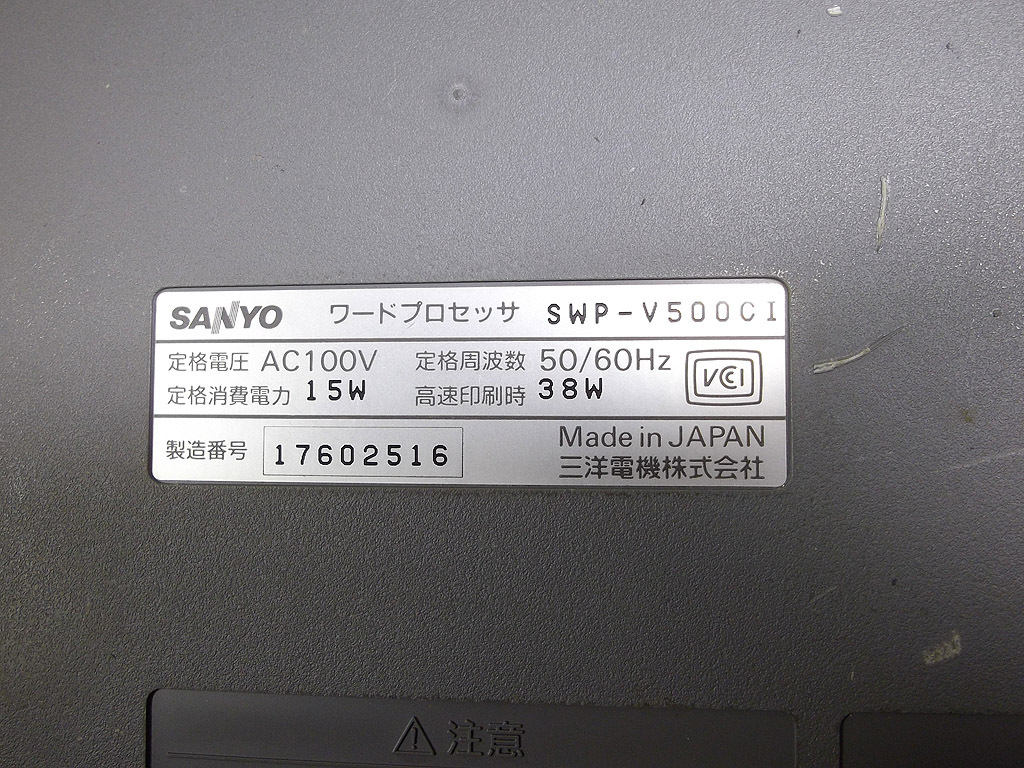 SANYO ワードプロセッサ SWP-V500CI
定格電圧 AC100V 定格周波数 50/60Hz
定格消費電力 15W 高速印刷時 38W
VCCI
製造番号 17602516
Made in JAPAN
三洋電機株式会社
注意